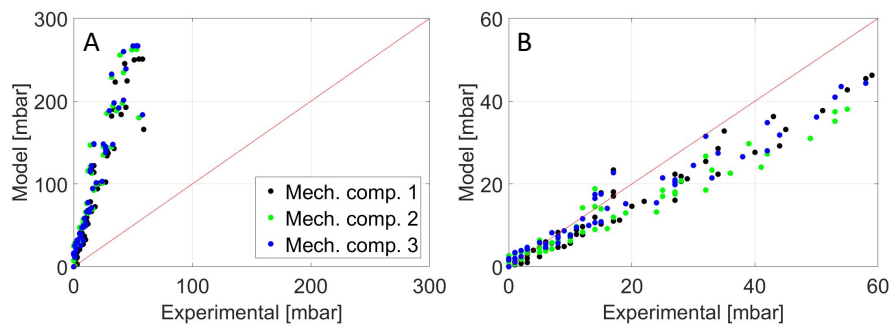 A
Model [mbar]
300
200
100
0
0
100
200
300
Experimental [mbar]
Mech. comp. 1
Mech. comp. 2
Mech. comp. 3
B
Model [mbar]
60
40
20
0
0
20
40
60
Experimental [mbar]